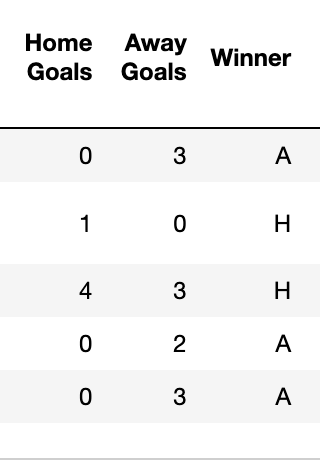 Home Goals Away Goals Winner
0 3 A
1 0 H
4 3 H
0 2 A
0 3 A